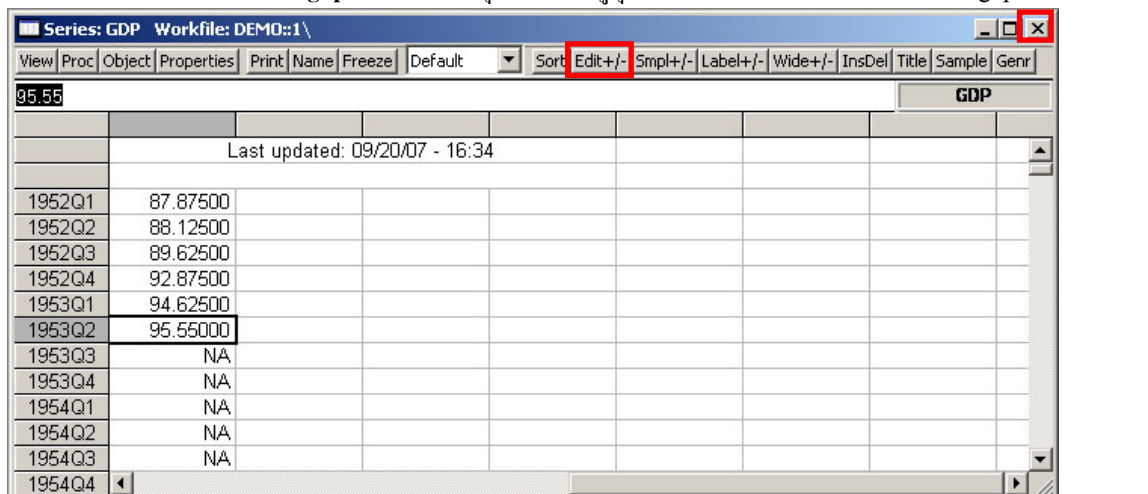 Series: GDP Workfile: DEMO::1\
View Proc Object Properties Print Name Freeze Default Sort Edit+/- Smpl+/- Label+/- Wide+/- InsDel Title Sample Genr
95.55 GDP
Last updated: 09/20/07 - 16:34
1952Q1 87.87500
1952Q2 88.12500
1952Q3 89.62500
1952Q4 92.87500
1953Q1 94.62500
1953Q2 95.55000
1953Q3 NA
1953Q4 NA
1954Q1 NA
1954Q2 NA
1954Q3 NA
1954Q4